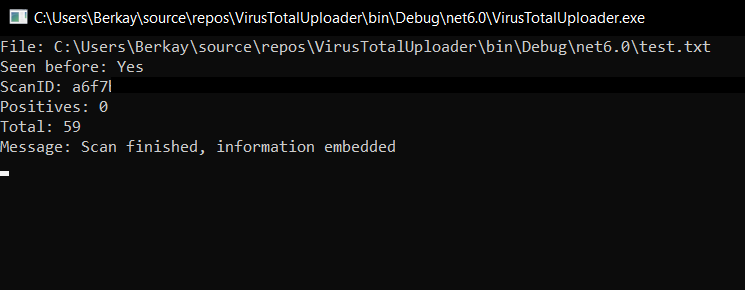 C:\Users\Berkay\source\repos\VirusTotalUploader\bin\Debug\net6.0\VirusTotalUploader.exe
File: C:\Users\Berkay\source\repos\VirusTotalUploader\bin\Debug\net6.0\test.txt
Seen before: Yes
ScanID: a6f7
Positives: 0
Total: 59
Message: Scan finished, information embedded